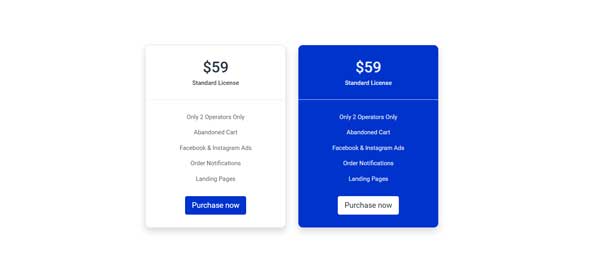 $59
Standard License
Only 2 Operators Only
Abandoned Cart
Facebook & Instagram Ads
Order Notifications
Landing Pages
Purchase now
$59
Standard License
Only 2 Operators Only
Abandoned Cart
Facebook & Instagram Ads
Order Notifications
Landing Pages
Purchase now